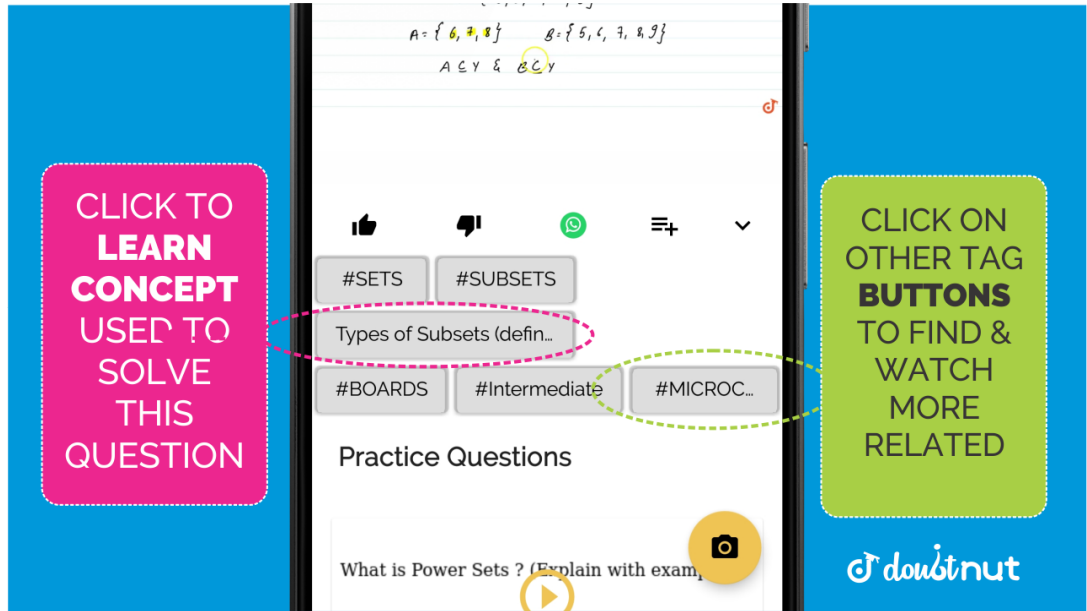 A = { 6, 7, 8 } B = { 5, 6, 7, 8, 9 }
A ⊆ Y & B ⊆ Y
CLICK TO
LEARN
CONCEPT
USED TO
SOLVE
THIS
QUESTION
#SETS #SUBSETS
Types of Subsets (defin...
#BOARDS #Intermediate #MICROC...
Practice Questions
What is Power Sets ? (Explain with examp
CLICK ON
OTHER TAG
BUTTONS
TO FIND &
WATCH
MORE
RELATED
doubtnut